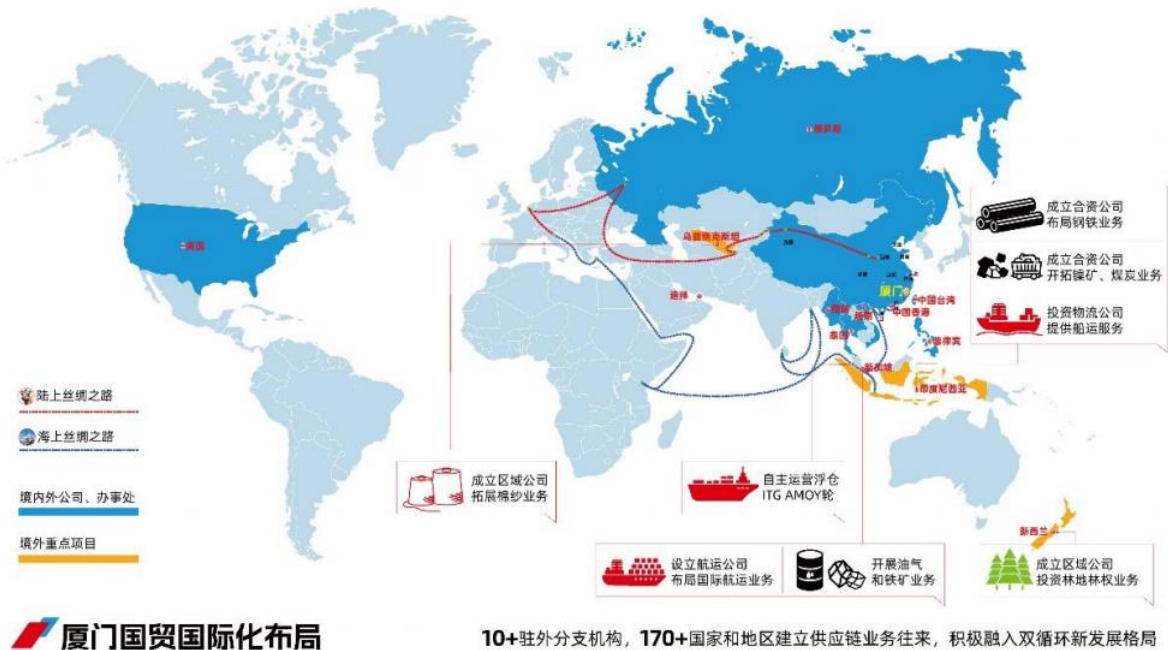 俄罗斯
美国
乌兹别克斯坦
迪拜
厦门
中国台湾
中国香港
缅甸
越南
泰国
菲律宾
新加坡
印度尼西亚
新西兰
成立合资公司
布局钢铁业务
成立合资公司
开拓镍矿、煤炭业务
投资物流公司
提供船运服务
陆上丝绸之路
海上丝绸之路
境内外公司、办事处
境外重点项目
成立区域公司
拓展棉纱业务
自主运营浮仓
ITG AMOY轮
设立航运公司
布局国际航运业务
开展油气
和铁矿业务
成立区域公司
投资林地林权业务
厦门国贸国际化布局
10+驻外分支机构，170+国家和地区建立供应链业务往来，积极融入双循环新发展格局